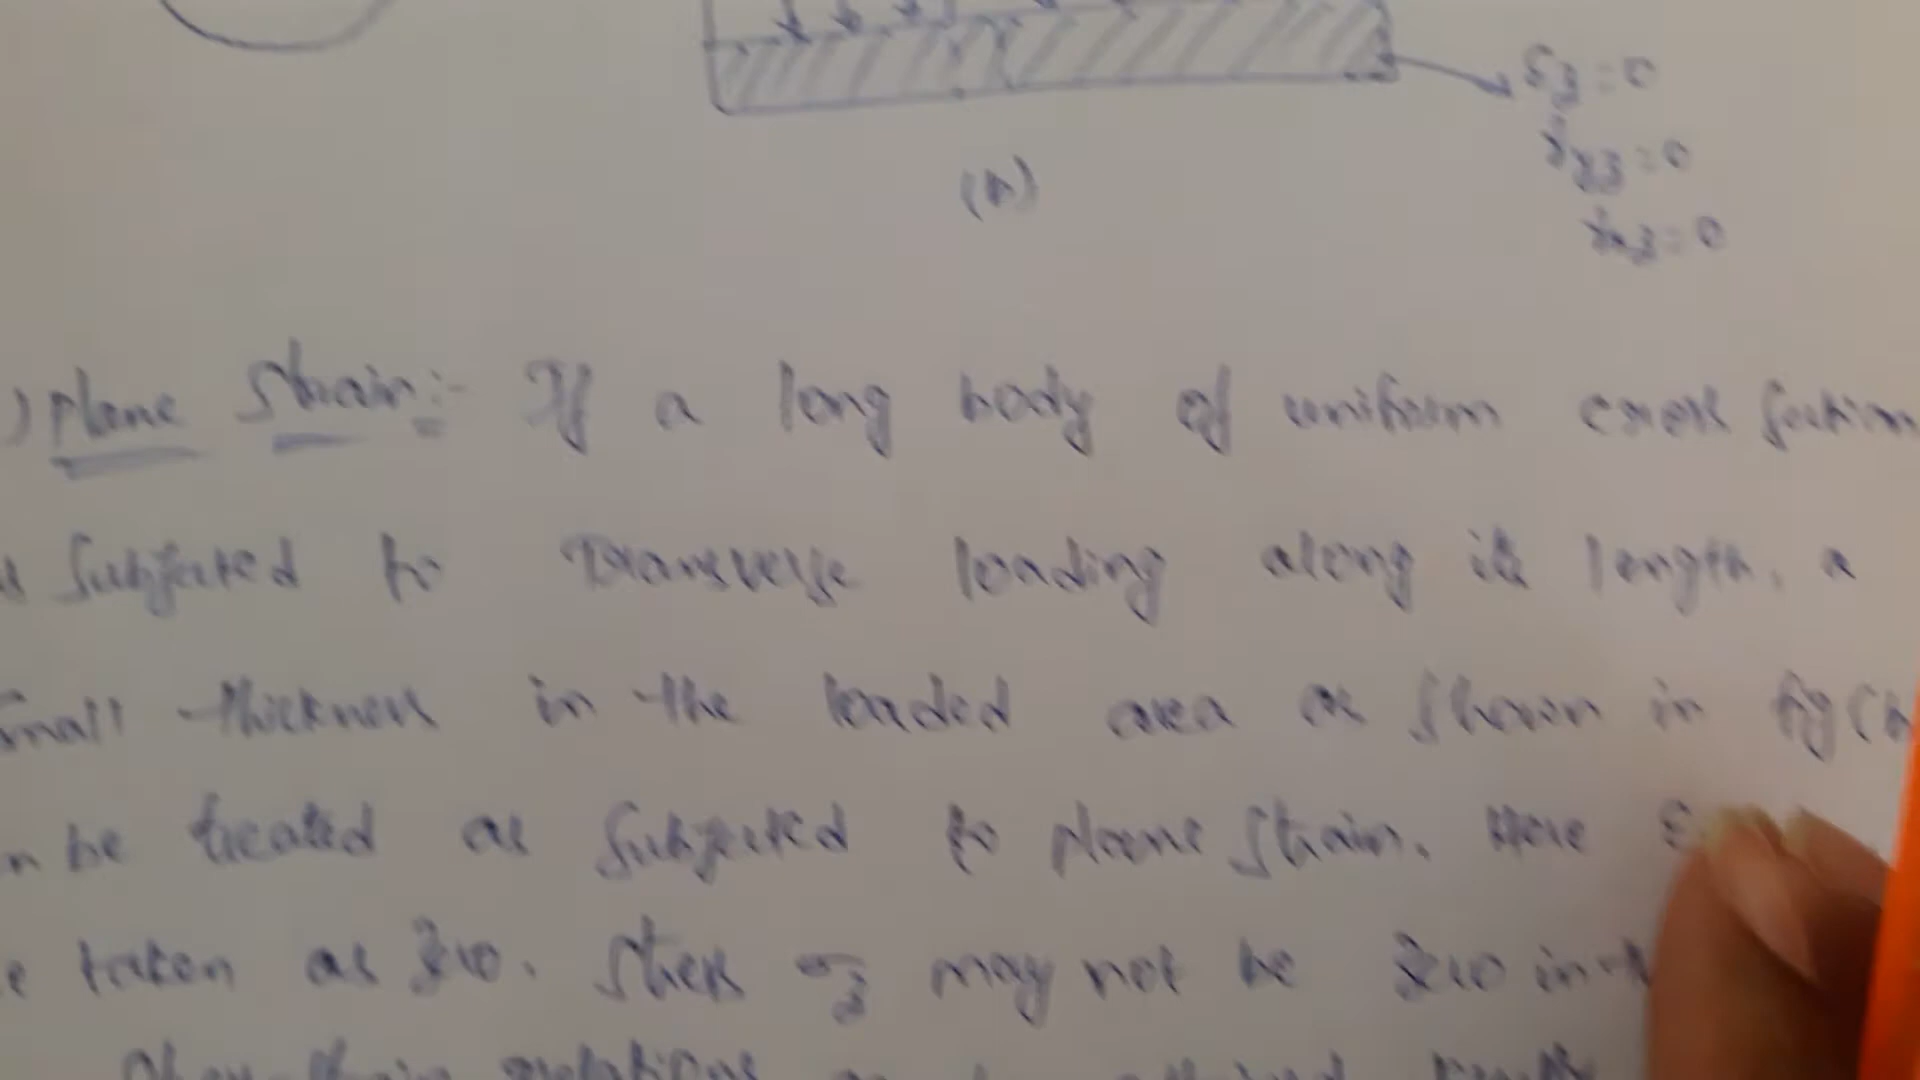 εz = 0
γxz = 0
γyz = 0
(b)
) Plane Strain:- If a long body of uniform cross section
is subjected to Transverse loading along its length, a
small thickness in the loaded area as shown in fig (b
n be treated as subjected to plane strain. Here ε
e taken as zero. Stress σz may not be zero in
relations